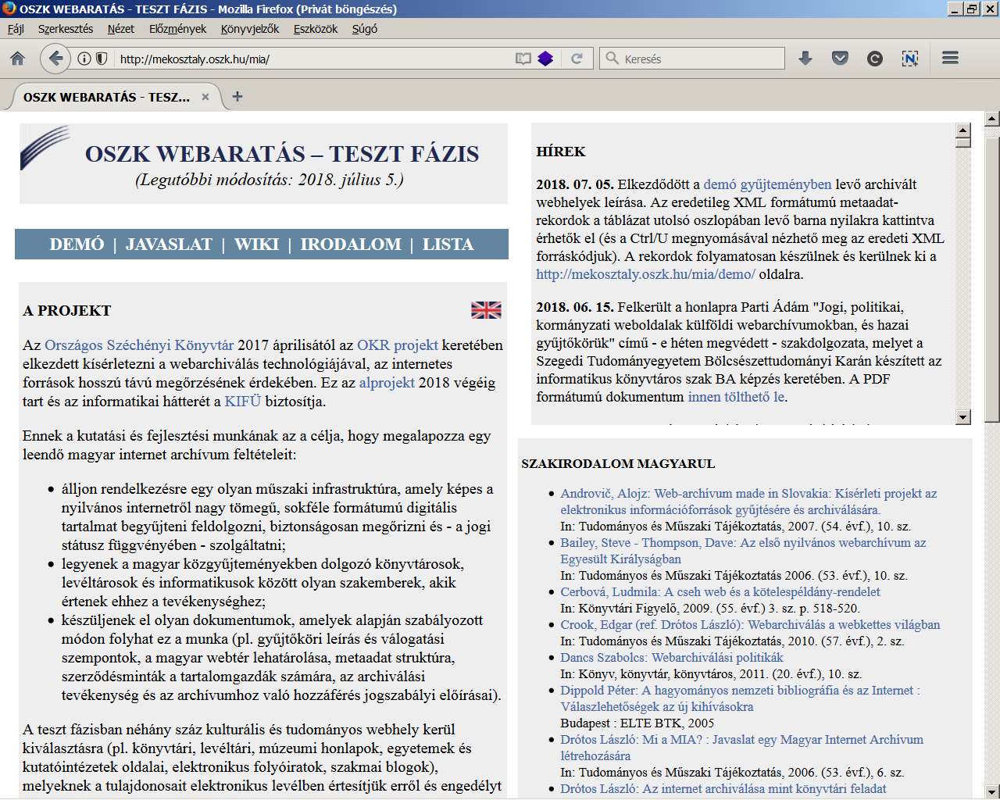 OSZK WEBARATÁS - TESZT FÁZIS - Mozilla Firefox (Privát böngészés)
Fájl Szerkesztés Nézet Előzmények Könyvjelzők Eszközök Súgó
http://mekosztaly.oszk.hu/mia/
Keresés
OSZK WEBARATÁS - TESZ...
OSZK WEBARATÁS – TESZT FÁZIS
(Legutóbbi módosítás: 2018. július 5.)
DEMÓ | JAVASLAT | WIKI | IRODALOM | LISTA
A PROJEKT
Az Országos Széchényi Könyvtár 2017 áprilisától az OKR projekt keretében
elkezdett kísérletezni a webarchiválás technológiájával, az internetes
források hosszú távú megőrzésének érdekében. Ez az alprojekt 2018 végéig
tart és az informatikai hátterét a KIFÜ biztosítja.
Ennek a kutatási és fejlesztési munkának az a célja, hogy megalapozza egy
leendő magyar internet archívum feltételeit:
• álljon rendelkezésre egy olyan műszaki infrastruktúra, amely képes a
nyilvános internetről nagy tömegű, sokféle formátumú digitális
tartalmat begyűjteni feldolgozni, biztonságosan megőrizni és - a jogi
státusz függvényében - szolgáltatni;
• legyenek a magyar közgyűjteményekben dolgozó könyvtárosok,
levéltárosok és informatikusok között olyan szakemberek, akik
értenek ehhez a tevékenységhez;
• készüljenek el olyan dokumentumok, amelyek alapján szabályozott
módon folyhat ez a munka (pl. gyűjtőköri leírás és válogatási
szempontok, a magyar webtér lehatárolása, metaadat struktúra,
szerződésminták a tartalomgazdák számára, az archiválási
tevékenység és az archívumhoz való hozzáférés jogszabályi előírásai).
A teszt fázisban néhány száz kulturális és tudományos webhely kerül
kiválasztásra (pl. könyvtári, levéltári, múzeumi honlapok, egyetemek és
kutatóintézetek oldalai, elektronikus folyóiratok, szakmai blogok),
melyeknek a tulajdonosait elektronikus levélben értesítjük erről és engedélyt
HÍREK
2018. 07. 05. Elkezdődött a demó gyűjteményben levő archivált
webhelyek leírása. Az eredetileg XML formátumú metaadat-
rekordok a táblázat utolsó oszlopában levő barna nyilakra kattintva
érhetők el (és a Ctrl/U megnyomásával nézhető meg az eredeti XML
forráskódjuk). A rekordok folyamatosan készülnek és kerülnek ki a
http://mekosztaly.oszk.hu/mia/demo/ oldalra.
2018. 06. 15. Felkerült a honlapra Parti Ádám "Jogi, politikai,
kormányzati weboldalak külföldi webarchívumokban, és hazai
gyűjtőkörük" című - e héten megvédett - szakdolgozata, melyet a
Szegedi Tudományegyetem Bölcsészettudományi Karán készített az
informatikus könyvtáros szak BA képzés keretében. A PDF
formátumú dokumentum innen tölthető le.
SZAKIRODALOM MAGYARUL
• Androvič, Alojz: Web-archívum made in Slovakia: Kísérleti projekt az
elektronikus információforrások gyűjtésére és archiválására.
In: Tudományos és Műszaki Tájékoztatás, 2007. (54. évf.), 10. sz.
• Bailey, Steve - Thompson, Dave: Az első nyilvános webarchívum az
Egyesült Királyságban
In: Tudományos és Műszaki Tájékoztatás 2006. (53. évf.), 10. sz.
• Cerbová, Ludmila: A cseh web és a kötelespéldány-rendelet
In: Könyvtári Figyelő, 2009. (55. évf.) 3. sz. p. 518-520.
• Crook, Edgar (ref. Drótos László): Webarchiválás a webkettes világban
In: Tudományos és Műszaki Tájékoztatás, 2010. (57. évf.), 2. sz.
• Dancs Szabolcs: Webarchiválási politikák
In: Könyv, könyvtár, könyvtáros, 2011. (20. évf.), 10. sz.
• Dippold Péter: A hagyományos nemzeti bibliográfia és az Internet :
Válaszlehetőségek az új kihívásokra
Budapest : ELTE BTK, 2005
• Drótos László: Mi a MIA? : Javaslat egy Magyar Internet Archívum
létrehozására
In: Tudományos és Műszaki Tájékoztatás, 2006. (53. évf.), 6. sz.
• Drótos László: Az internet archiválása mint könyvtári feladat